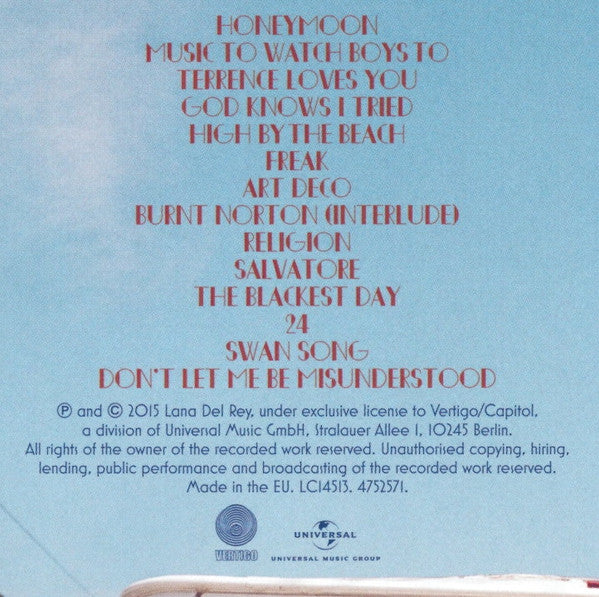 HONEYMOON
MUSIC TO WATCH BOYS TO
TERRENCE LOVES YOU
GOD KNOWS I TRIED
HIGH BY THE BEACH
FREAK
ART DECO
BURNT NORTON (INTERLUDE)
RELIGION
SALVATORE
THE BLACKEST DAY
24
SWAN SONG
DON'T LET ME BE MISUNDERSTOOD
℗ and © 2015 Lana Del Rey, under exclusive license to Vertigo/Capitol,
a division of Universal Music GmbH, Stralauer Allee 1, 10245 Berlin.
All rights of the owner of the recorded work reserved. Unauthorised copying, hiring,
lending, public performance and broadcasting of the recorded work reserved.
Made in the EU. LC14513. 4752571.
VERTIGO
UNIVERSAL
UNIVERSAL MUSIC GROUP